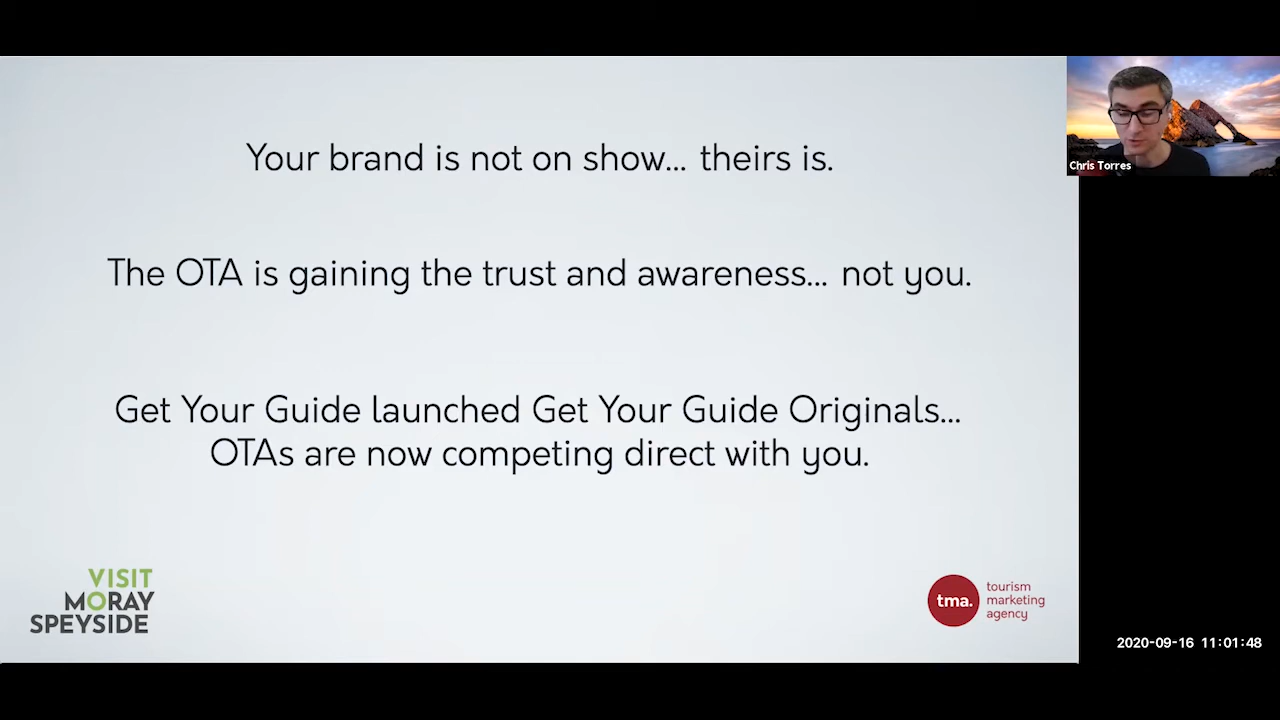 Your brand is not on show... theirs is.
The OTA is gaining the trust and awareness... not you.
Get Your Guide launched Get Your Guide Originals...
OTAs are now competing direct with you.
Chris Torres
VISIT
MORAY
SPEYSIDE
tma.
tourism
marketing
agency
2020-09-16 11:01:48